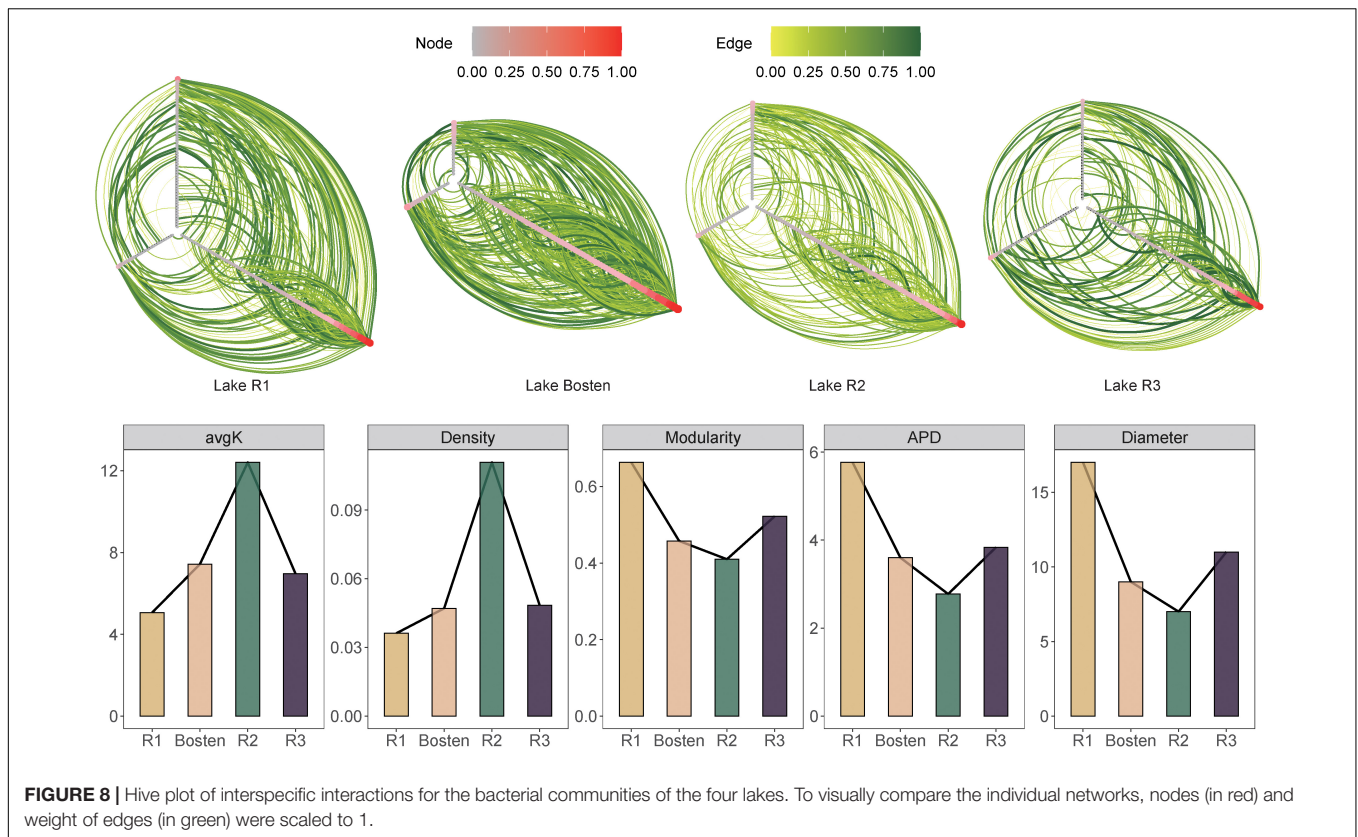 Node
0.00 0.25 0.50 0.75 1.00
Edge
0.00 0.25 0.50 0.75 1.00
Lake R1
Lake Bosten
Lake R2
Lake R3
avgK
12
8
4
0
R1 Bosten R2 R3
Density
0.09
0.06
0.03
0.00
R1 Bosten R2 R3
Modularity
0.6
0.4
0.2
0.0
R1 Bosten R2 R3
APD
6
4
2
0
R1 Bosten R2 R3
Diameter
15
10
5
0
R1 Bosten R2 R3
FIGURE 8 | Hive plot of interspecific interactions for the bacterial communities of the four lakes. To visually compare the individual networks, nodes (in red) and
weight of edges (in green) were scaled to 1.